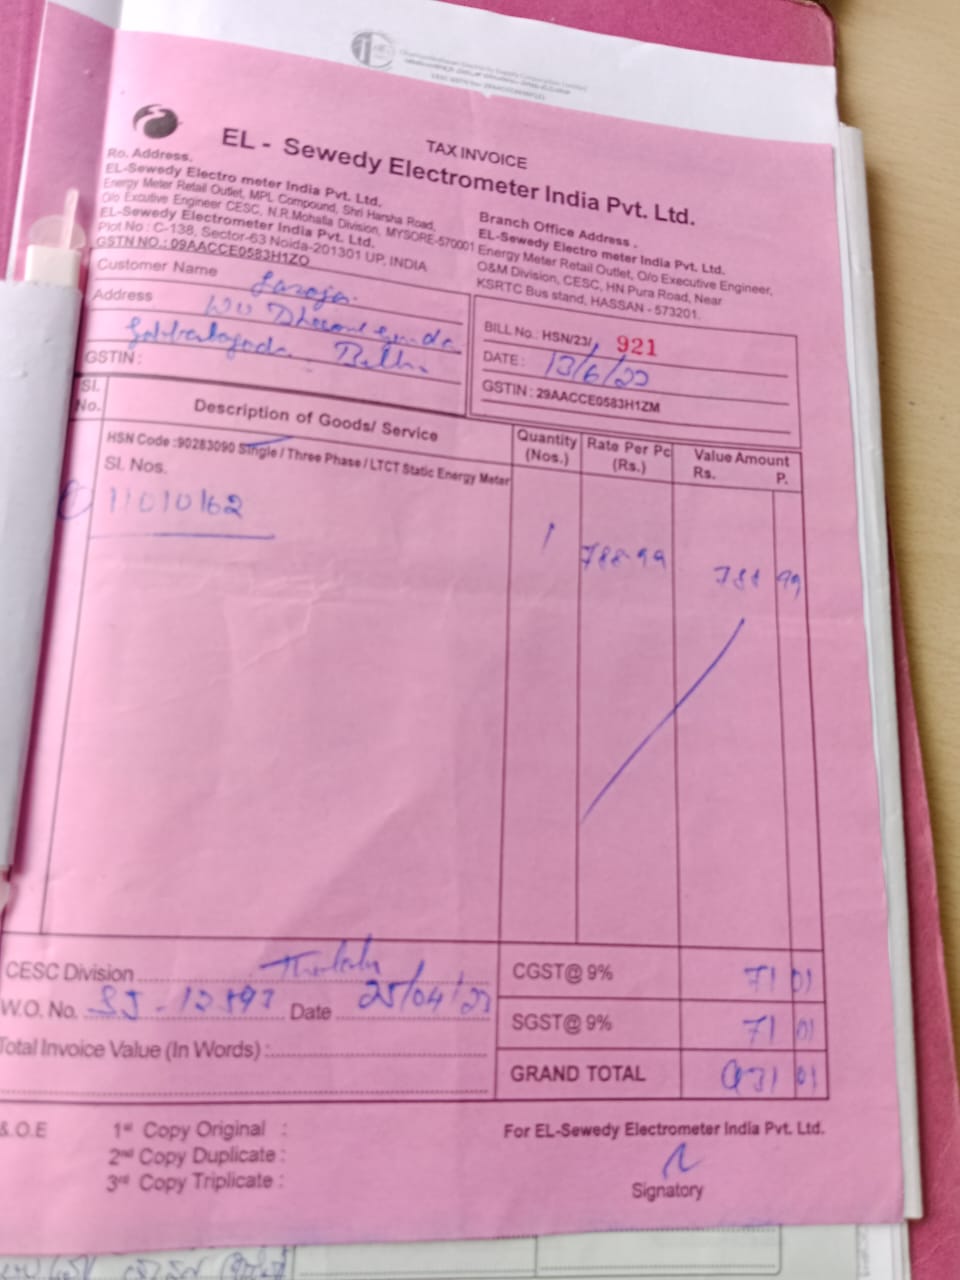 TAX INVOICE
EL - Sewedy Electrometer India Pvt. Ltd.
Ro. Address.
EL-Sewedy Electro meter India Pvt. Ltd.
Energy Meter Retail Outlet, MPL Compound, Shri Harsha Road,
O/o Excutive Engineer CESC, N.R.Mohalla Division, MYSORE-570001
EL-Sewedy Electrometer India Pvt. Ltd.
Plot No : C-138, Sector-63 Noida-201301 UP, INDIA
GSTN NO.: 09AACCE0583H1ZO
Branch Office Address .
EL-Sewedy Electro meter India Pvt. Ltd.
Energy Meter Retail Outlet, O/o Executive Engineer,
O&M Division, CESC, HN Pura Road, Near
KSRTC Bus stand, HASSAN - 573201.
Customer Name
Address
GSTIN :
BILL No.: HSN/23/ 921
DATE : 13/6/23
GSTIN : 29AACCE0583H1ZM
Sl. No. Description of Goods/ Service Quantity (Nos.) Rate Per Pc (Rs.) Value Amount Rs. P.
HSN Code :90283090 Single / Three Phase / LTCT Static Energy Meter
Sl. Nos.
11010162 1 788-99 788 99
CESC Division
W.O. No. Date 25/04/23
Total Invoice Value (In Words) :
CGST@ 9% 71 01
SGST@ 9% 71 01
GRAND TOTAL 931 01
&.O.E
1st Copy Original :
2nd Copy Duplicate :
3rd Copy Triplicate :
For EL-Sewedy Electrometer India Pvt. Ltd.
Signatory